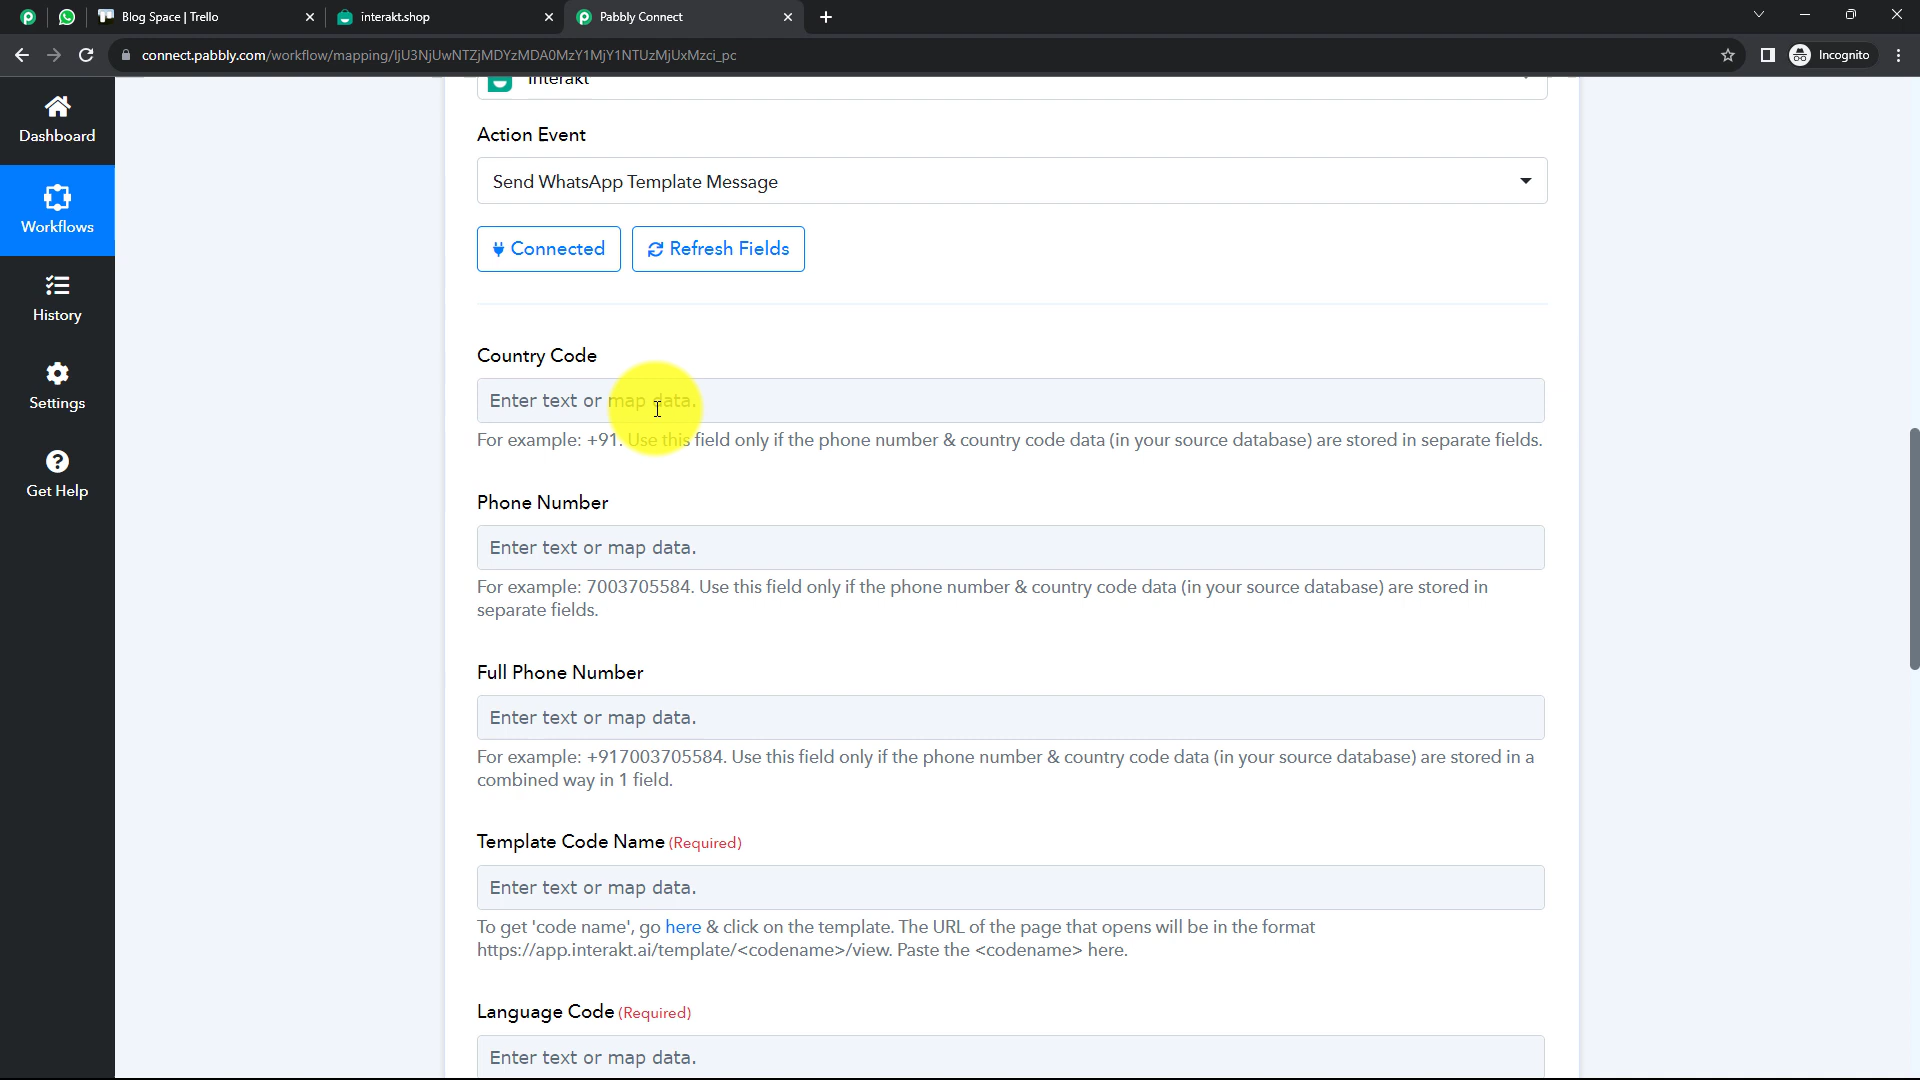 Blog Space | Trello
interakt.shop
Pabbly Connect
connect.pabbly.com/workflow/mapping/IjU3NjUwNTZjMDYzMDA0MzY1MjY1NTUzMjUxMzci_pc
Incognito
Dashboard
Workflows
History
Settings
Get Help
Interakt
Action Event
Send WhatsApp Template Message
Connected
Refresh Fields
Country Code
Enter text or map data.
For example: +91. Use this field only if the phone number & country code data (in your source database) are stored in separate fields.
Phone Number
Enter text or map data.
For example: 7003705584. Use this field only if the phone number & country code data (in your source database) are stored in
separate fields.
Full Phone Number
Enter text or map data.
For example: +917003705584. Use this field only if the phone number & country code data (in your source database) are stored in a
combined way in 1 field.
Template Code Name (Required)
Enter text or map data.
To get 'code name', go here & click on the template. The URL of the page that opens will be in the format
https://app.interakt.ai/template/<codename>/view. Paste the <codename> here.
Language Code (Required)
Enter text or map data.